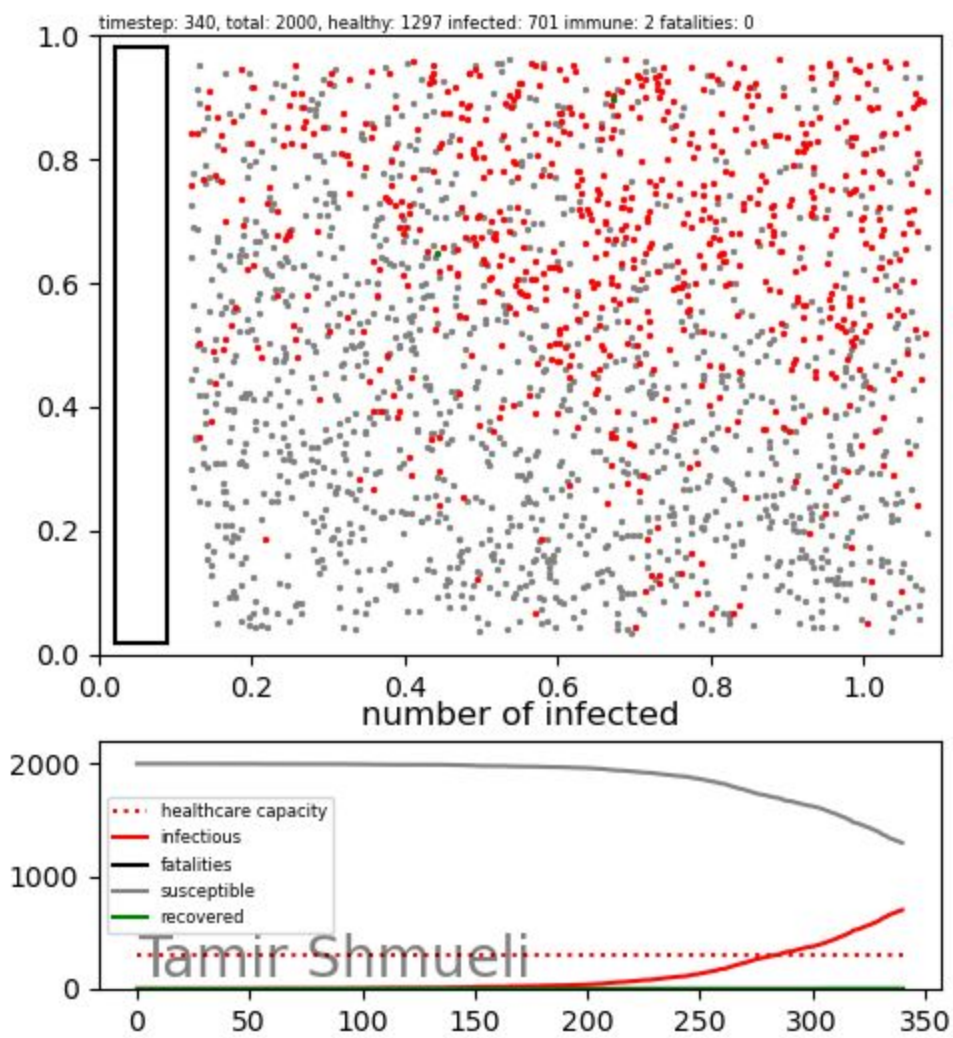 timestep: 340, total: 2000, healthy: 1297 infected: 701 immune: 2 fatalities: 0
1.0
0.8
0.6
0.4
0.2
0.0
0.0 0.2 0.4 0.6 0.8 1.0
number of infected
2000
1000
0
healthcare capacity
infectious
fatalities
susceptible
recovered
Tamir Shmueli
0 50 100 150 200 250 300 350